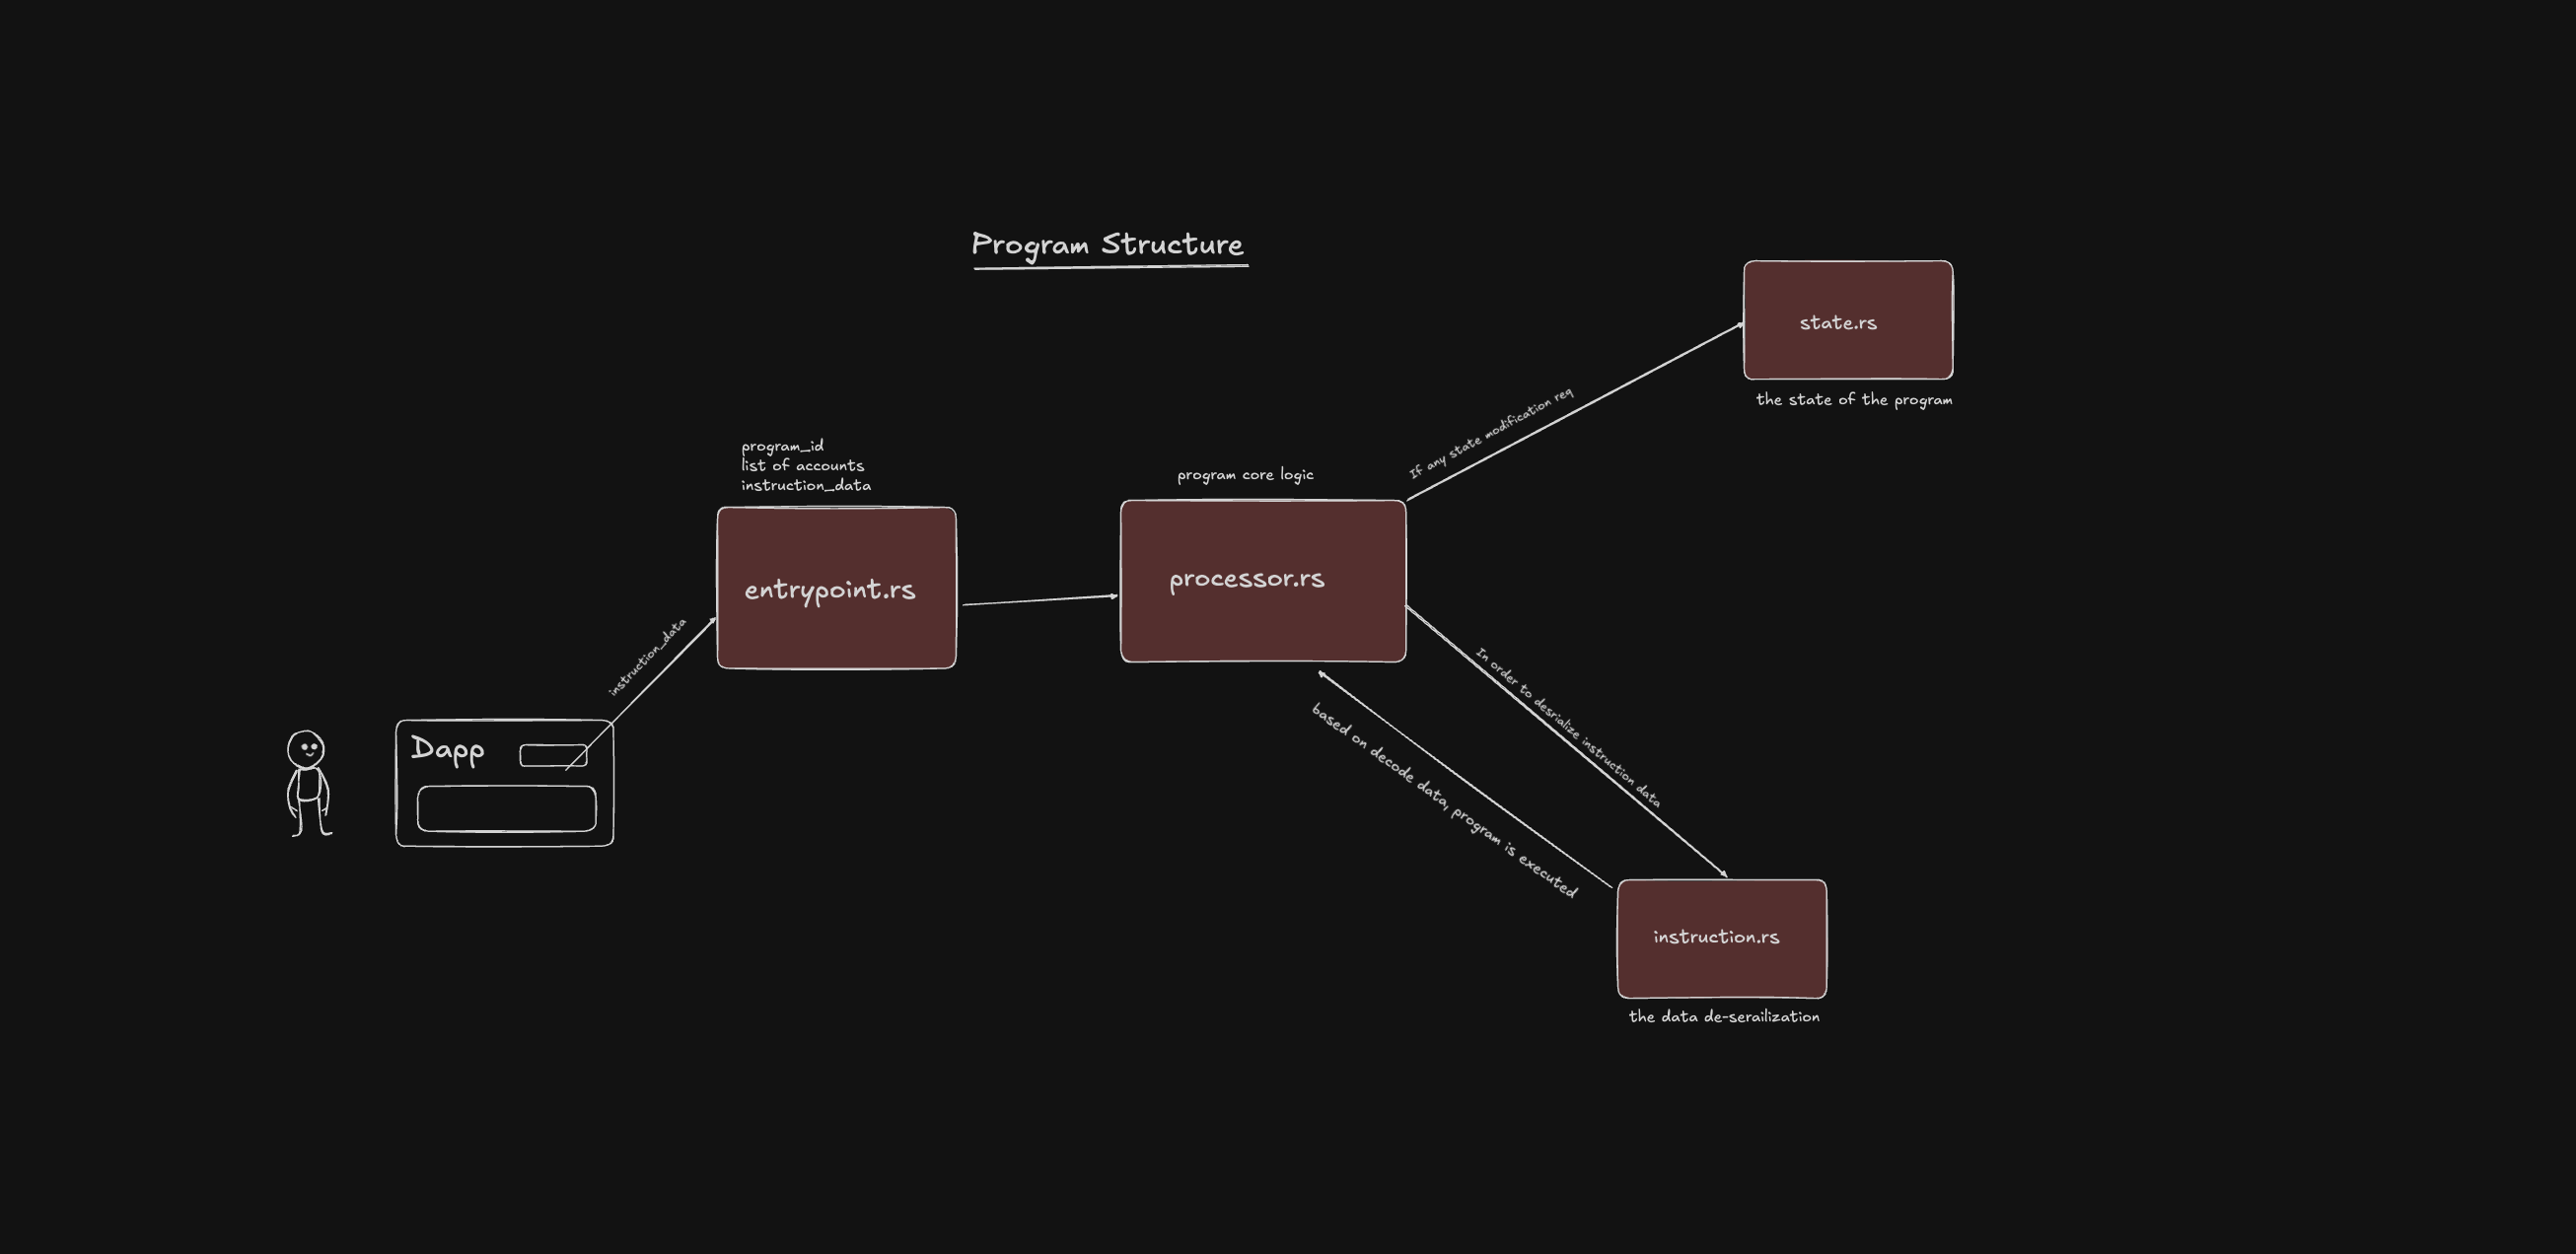 Program Structure
state.rs
the state of the program
If any state modification req
program_id
list of accounts
instruction_data
program core logic
entrypoint.rs
processor.rs
instruction_data
Dapp
In order to desrialize instruction data
based on decode data, program is executed
instruction.rs
the data de-serailization